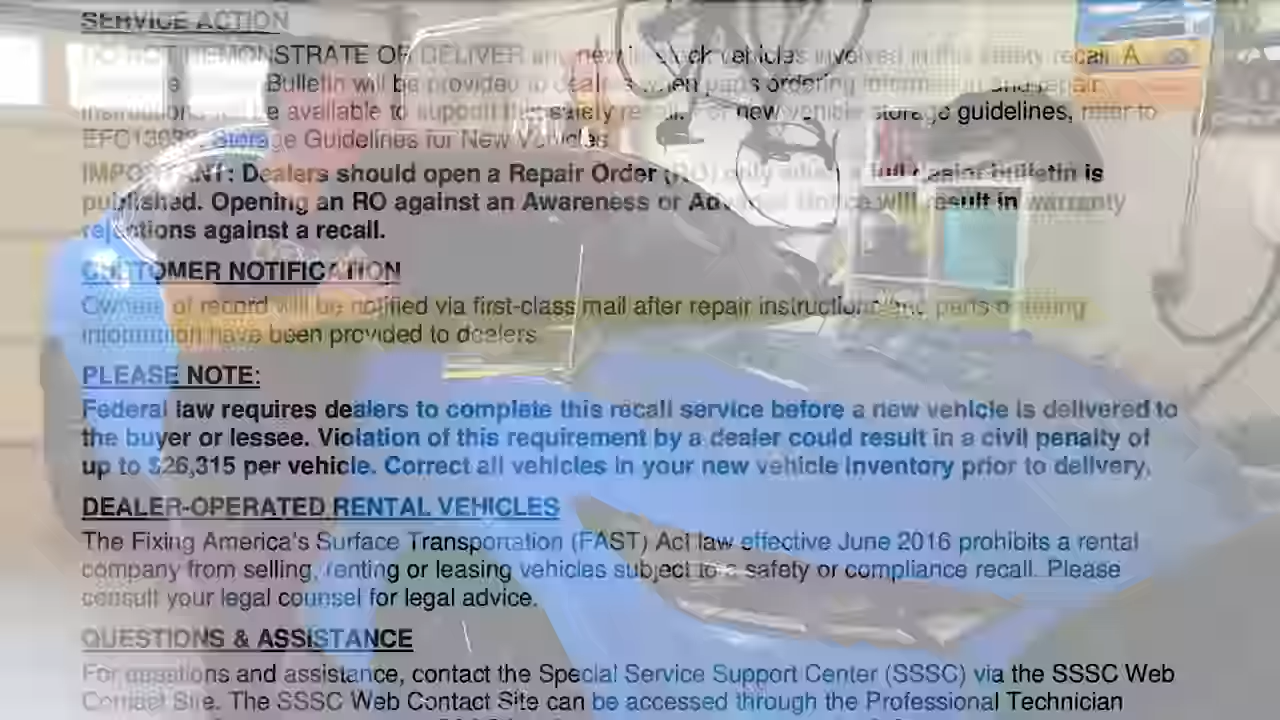 SERVICE ACTION
DO NOT DEMONSTRATE OR DELIVER any new in-stock vehicles involved in this safety recall. A
Bulletin will be provided to dealers when parts ordering information and repair
instructions will be available to support this safety recall. For new vehicle storage guidelines, refer to
Storage Guidelines for New Vehicles.
IMPORTANT: Dealers should open a Repair Order (RO) only after a full dealer bulletin is
published. Opening an RO against an Awareness or Advanced Notice will result in warranty
rejections against a recall.
CUSTOMER NOTIFICATION
Owners of record will be notified via first-class mail after repair instructions and parts ordering
information have been provided to dealers.
PLEASE NOTE:
Federal law requires dealers to complete this recall service before a new vehicle is delivered to
the buyer or lessee. Violation of this requirement by a dealer could result in a civil penalty of
up to $26,315 per vehicle. Correct all vehicles in your new vehicle inventory prior to delivery.
DEALER-OPERATED RENTAL VEHICLES
The Fixing America's Surface Transportation (FAST) Act law effective June 2016 prohibits a rental
company from selling, renting or leasing vehicles subject to a safety or compliance recall. Please
consult your legal counsel for legal advice.
QUESTIONS & ASSISTANCE
For questions and assistance, contact the Special Service Support Center (SSSC) via the SSSC Web
Contact Site. The SSSC Web Contact Site can be accessed through the Professional Technician